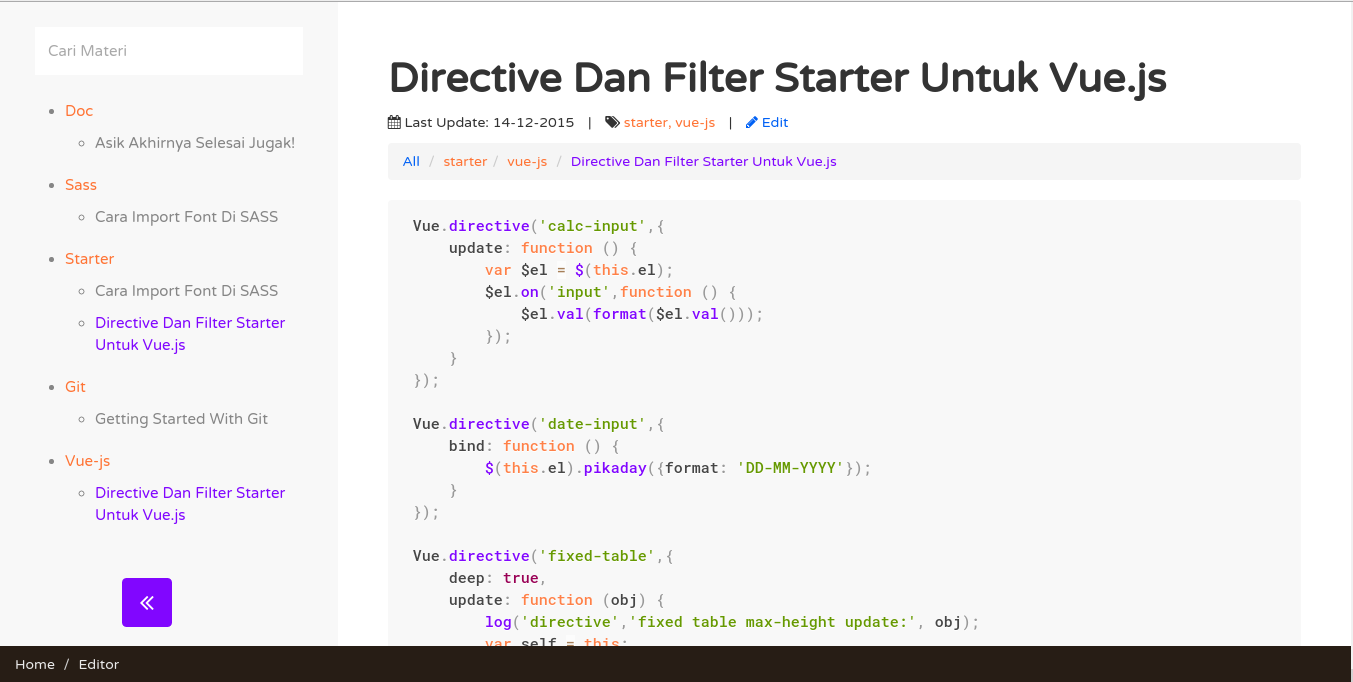 Cari Materi
Doc
Asik Akhirnya Selesai Jugak!
Sass
Cara Import Font Di SASS
Starter
Cara Import Font Di SASS
Directive Dan Filter Starter
Untuk Vue.js
Git
Getting Started With Git
Vue-js
Directive Dan Filter Starter
Untuk Vue.js
Directive Dan Filter Starter Untuk Vue.js
Last Update: 14-12-2015 | starter, vue-js | Edit
All / starter / vue-js / Directive Dan Filter Starter Untuk Vue.js
Vue.directive('calc-input',{
    update: function () {
        var $el = $(this.el);
        $el.on('input',function () {
            $el.val(format($el.val()));
        });
    }
});
Vue.directive('date-input',{
    bind: function () {
        $(this.el).pikaday({format: 'DD-MM-YYYY'});
    }
});
Vue.directive('fixed-table',{
    deep: true,
    update: function (obj) {
        log('directive','fixed table max-height update:', obj);
        var self = this;
Home / Editor